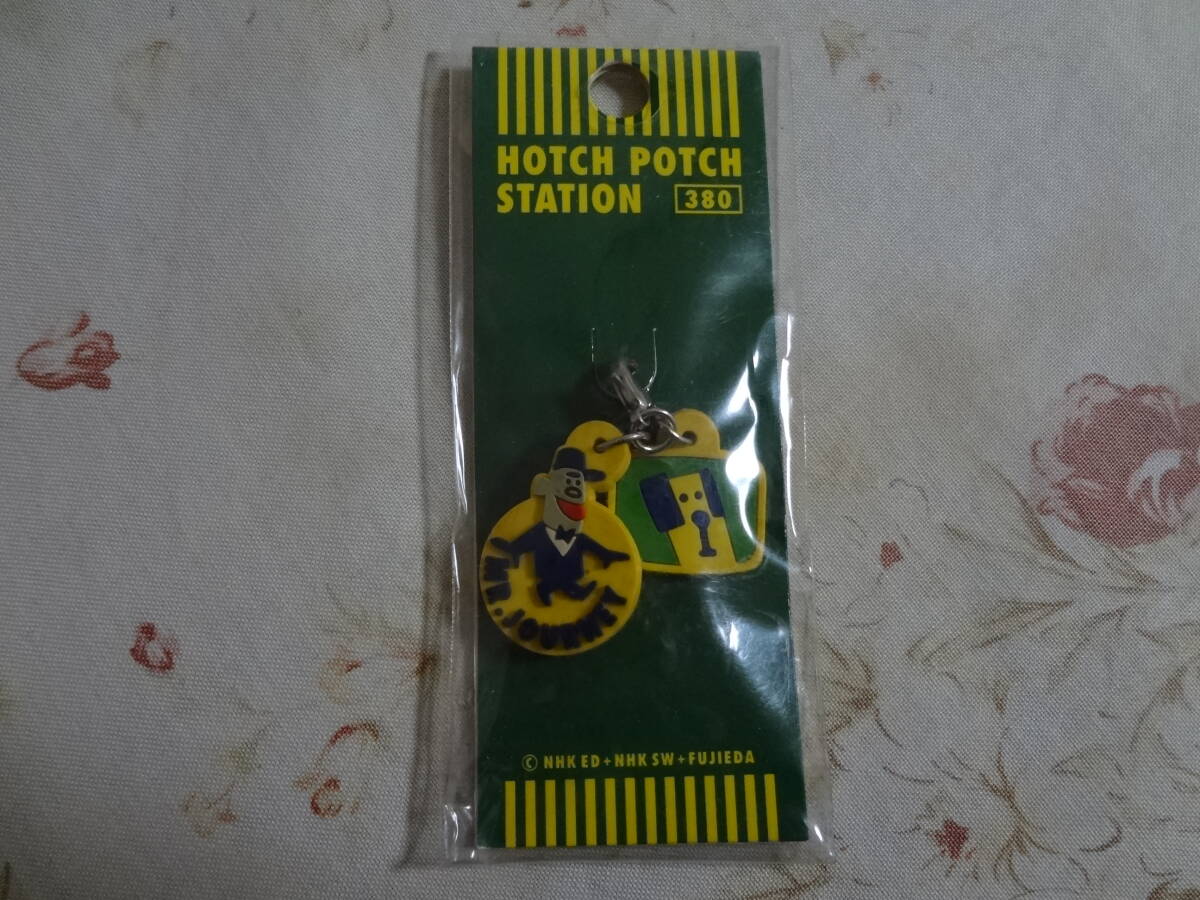 HOTCH POTCH
STATION 380
MR. JOURNEY
© NHK ED+NHK SW+FUJIEDA